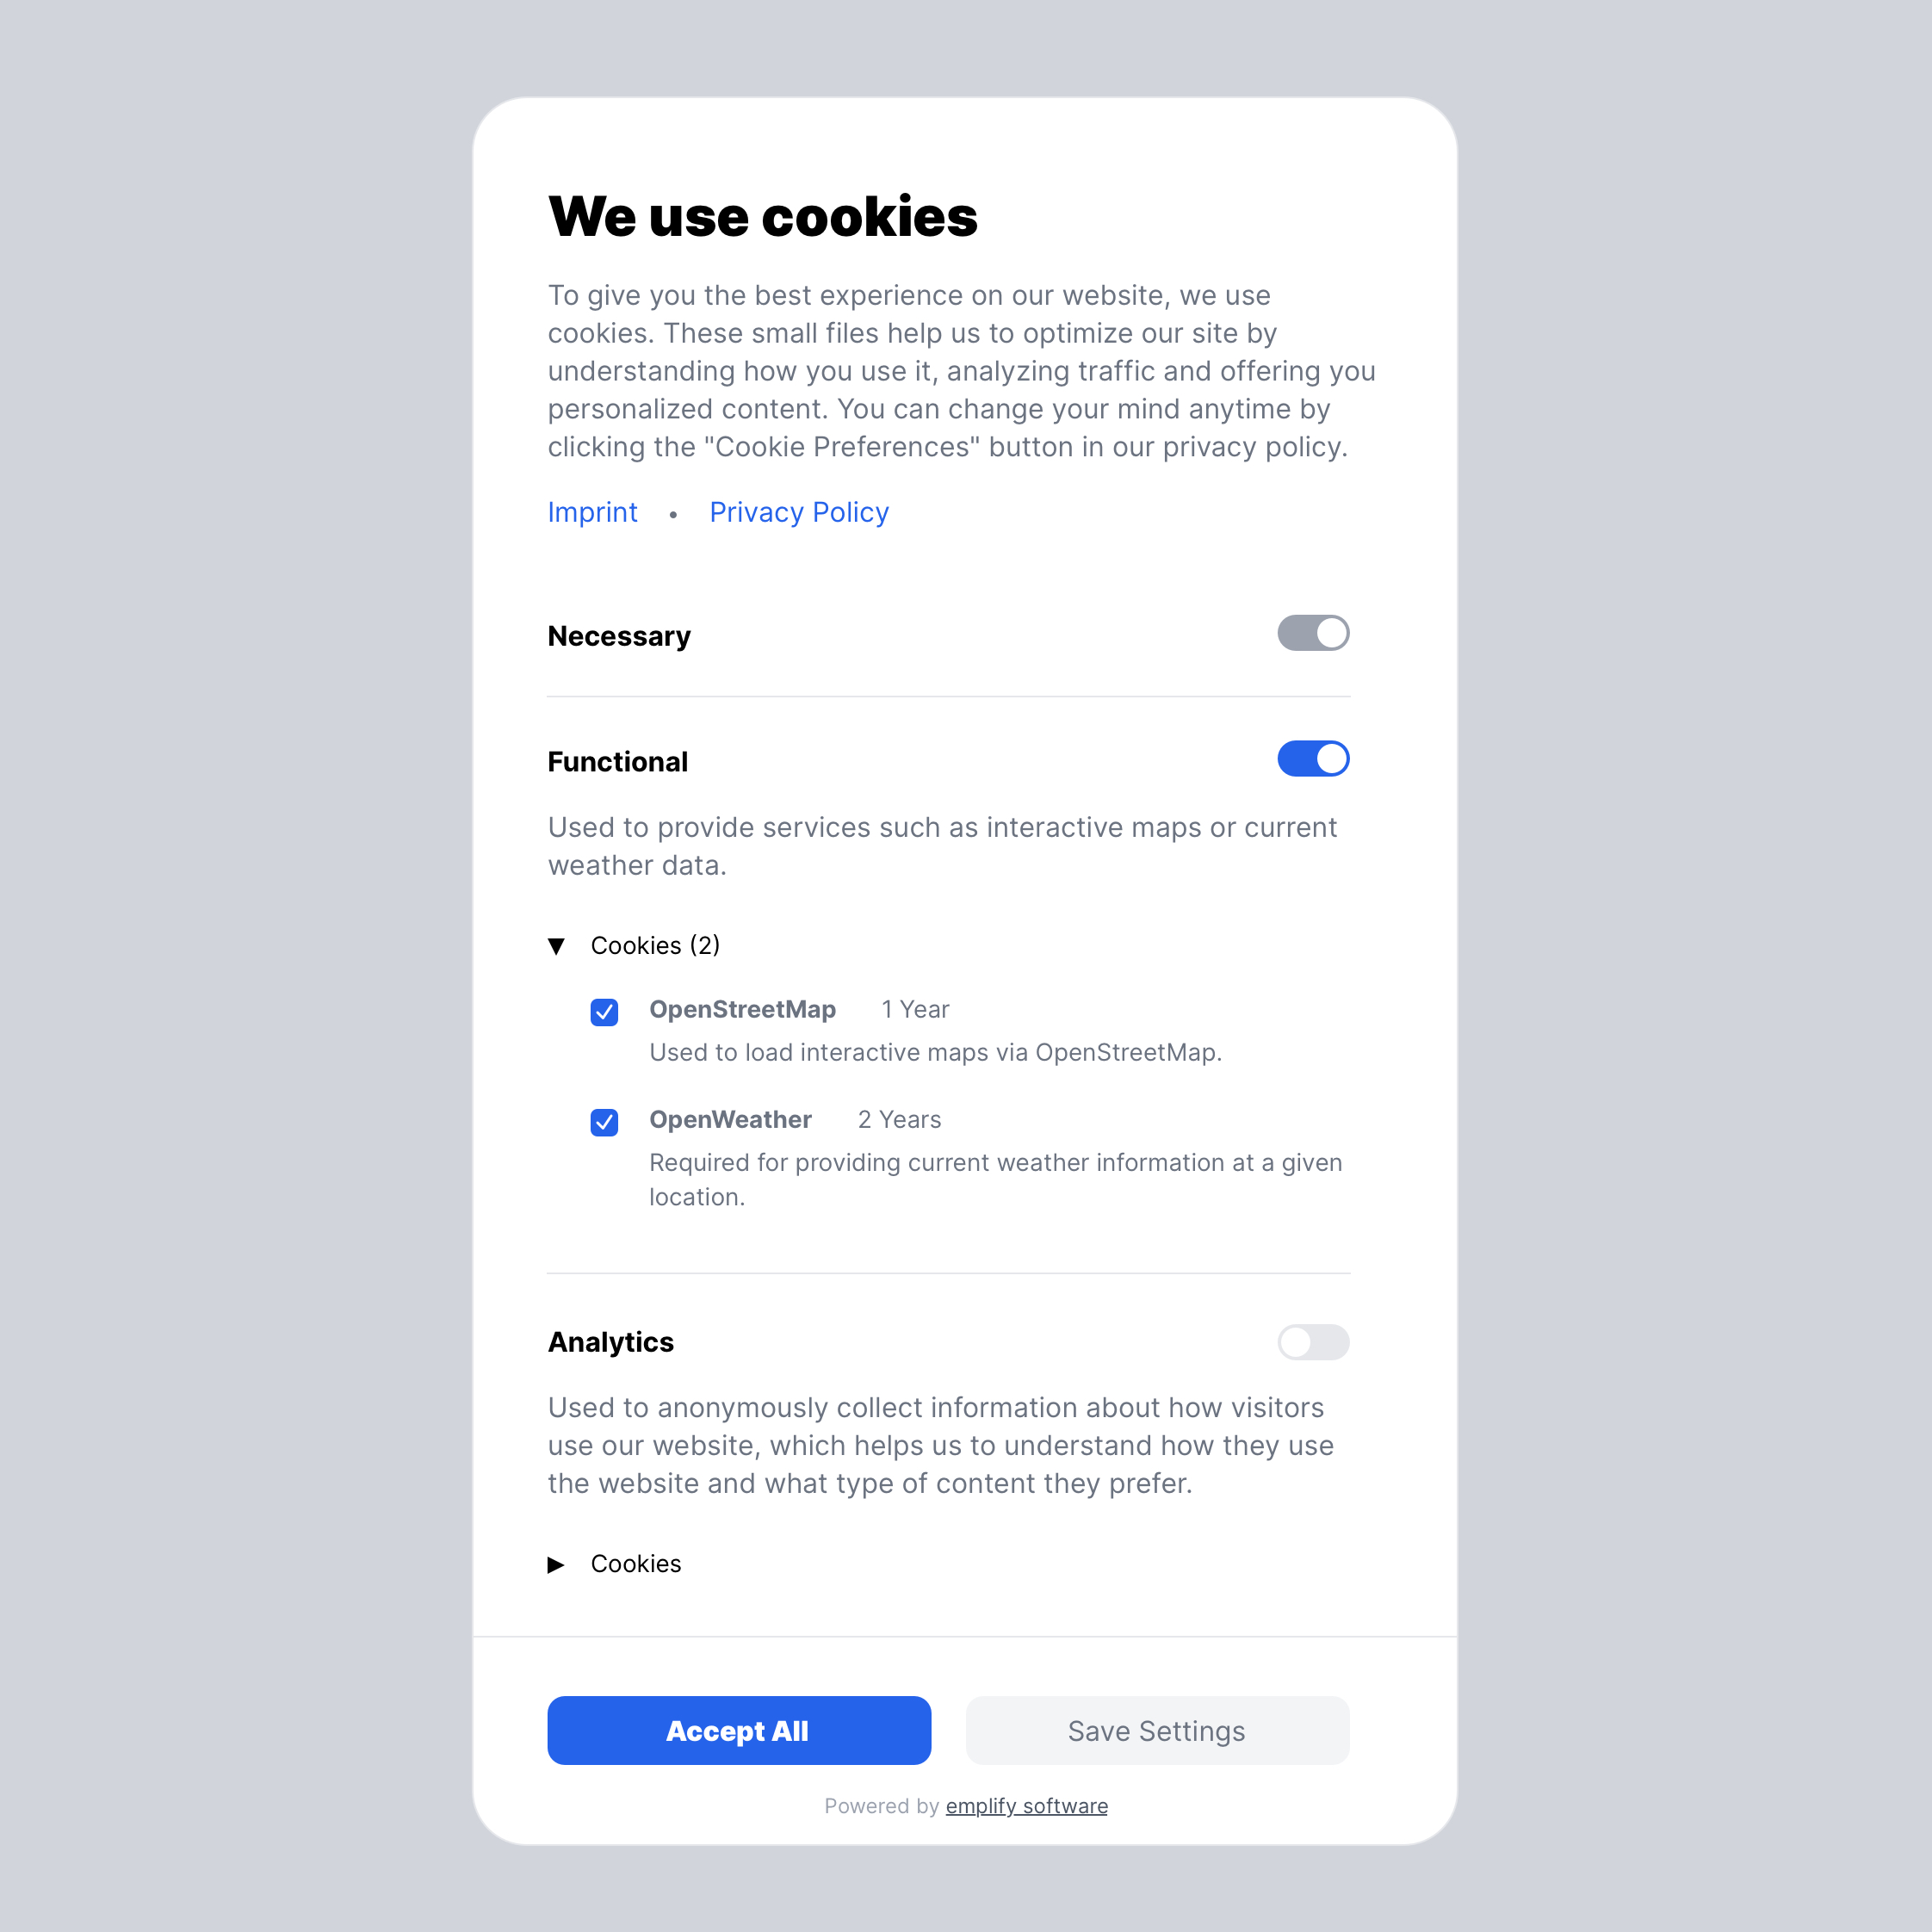 We use cookies
To give you the best experience on our website, we use
cookies. These small files help us to optimize our site by
understanding how you use it, analyzing traffic and offering you
personalized content. You can change your mind anytime by
clicking the "Cookie Preferences" button in our privacy policy.
Imprint • Privacy Policy
Necessary
Functional
Used to provide services such as interactive maps or current
weather data.
▼ Cookies (2)
OpenStreetMap 1 Year
Used to load interactive maps via OpenStreetMap.
OpenWeather 2 Years
Required for providing current weather information at a given
location.
Analytics
Used to anonymously collect information about how visitors
use our website, which helps us to understand how they use
the website and what type of content they prefer.
▶ Cookies
Accept All Save Settings
Powered by emplify software